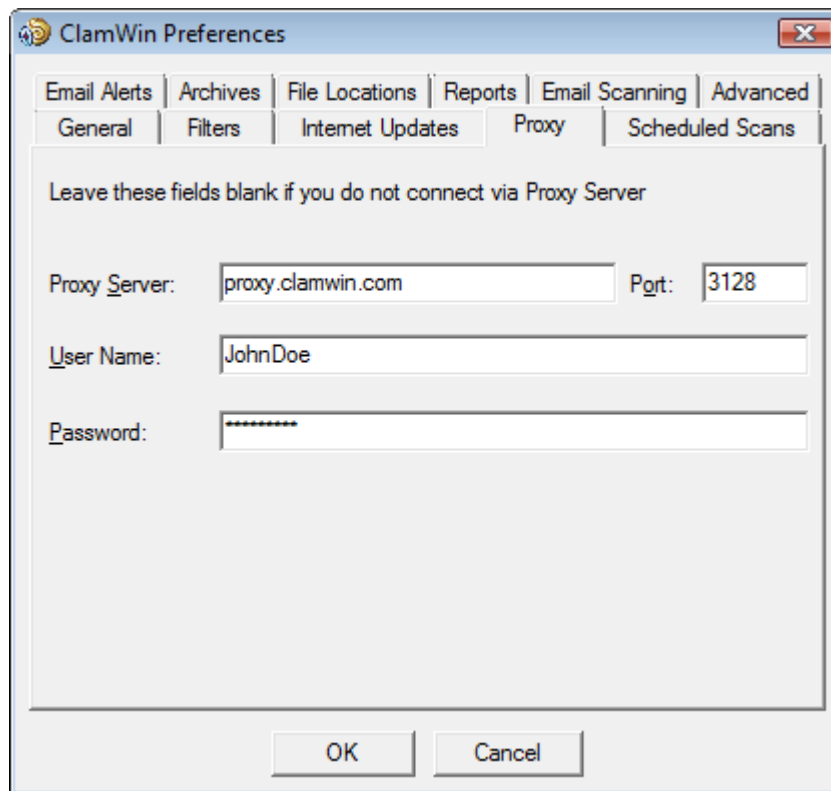 ClamWin Preferences
Email Alerts Archives File Locations Reports Email Scanning Advanced
General Filters Internet Updates Proxy Scheduled Scans
Leave these fields blank if you do not connect via Proxy Server
Proxy Server: proxy.clamwin.com Port: 3128
User Name: JohnDoe
Password: *********
OK Cancel